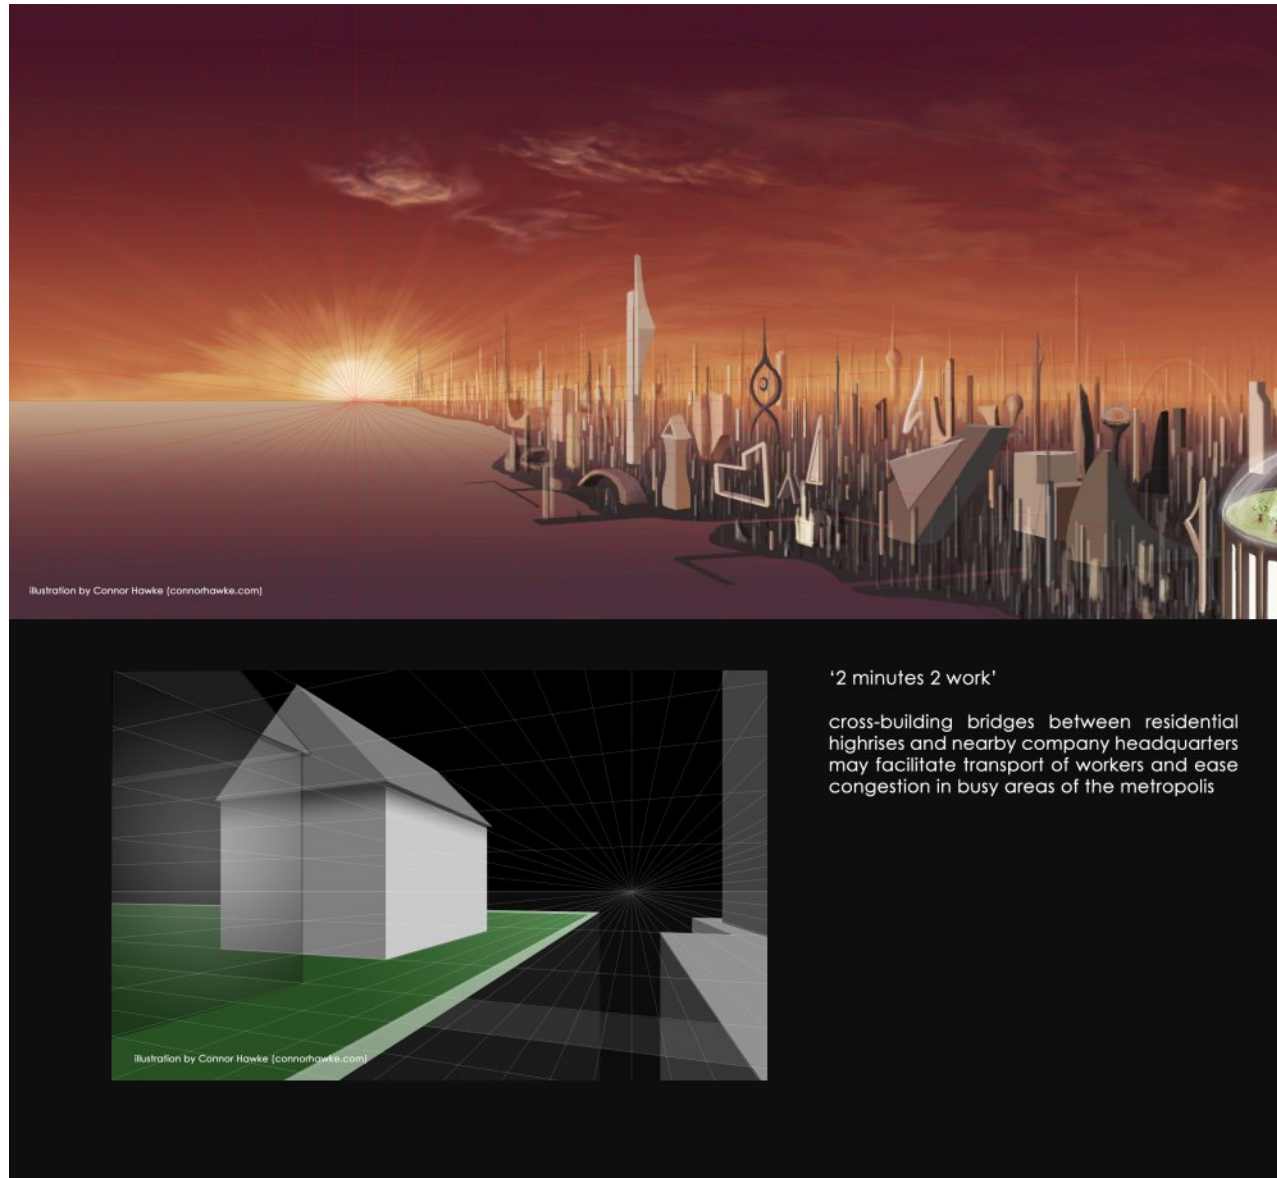 illustration by Connor Hawke (connorhawke.com)
‘2 minutes 2 work’
cross-building bridges between residential
highrises and nearby company headquarters
may facilitate transport of workers and ease
congestion in busy areas of the metropolis
illustration by Connor Hawke (connorhawke.com)